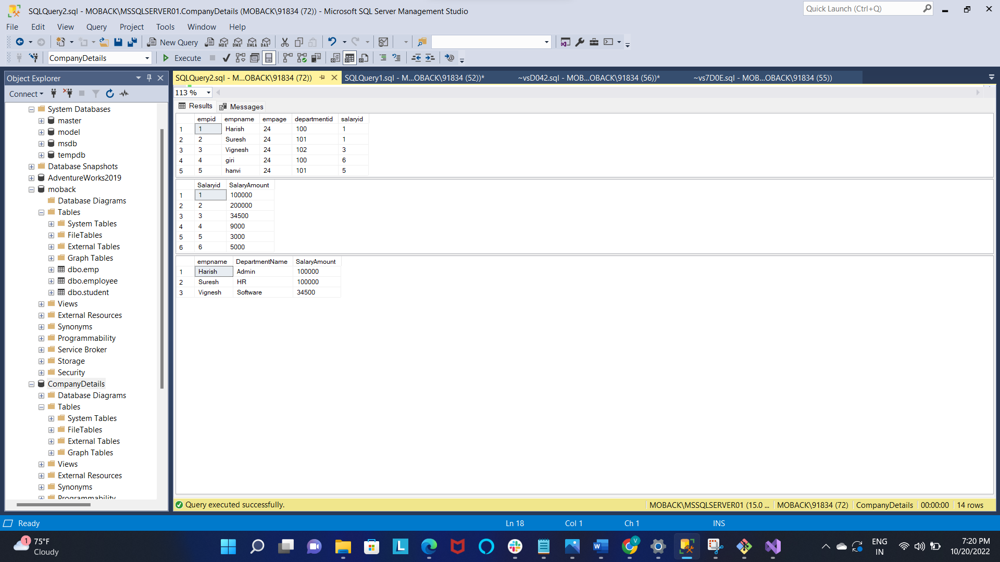 SQLQuery2.sql - MOBACK\MSSQLSERVER01.CompanyDetails (MOBACK\91834 (72)) - Microsoft SQL Server Management Studio
Quick Launch (Ctrl+Q)
File Edit View Query Project Tools Window Help
New Query MDX DMX XMLA DAX
CompanyDetails Execute
Object Explorer
SQLQuery2.sql - M...OBACK\91834 (72)) SQLQuery1.sql - M...OBACK\91834 (52))* ~vsD042.sql - MOB...OBACK\91834 (56))* ~vs7D0E.sql - MOB...OBACK\91834 (55))
Connect
113 %
Results Messages
System Databases
master
model
msdb
tempdb
Database Snapshots
AdventureWorks2019
moback
Database Diagrams
Tables
System Tables
FileTables
External Tables
Graph Tables
dbo.emp
dbo.employee
dbo.student
Views
External Resources
Synonyms
Programmability
Service Broker
Storage
Security
CompanyDetails
Database Diagrams
Tables
System Tables
FileTables
External Tables
Graph Tables
Views
External Resources
Synonyms
Programmability
empid empname empage departmentid salaryid
1 1 Harish 24 100 1
2 2 Suresh 24 101 1
3 3 Vignesh 24 102 3
4 4 giri 24 100 6
5 5 hanvi 24 101 5
Salaryid SalaryAmount
1 1 100000
2 2 200000
3 3 34500
4 4 9000
5 5 3000
6 6 5000
empname DepartmentName SalaryAmount
1 Harish Admin 100000
2 Suresh HR 100000
3 Vignesh Software 34500
Query executed successfully. MOBACK\MSSQLSERVER01 (15.0 ... MOBACK\91834 (72) CompanyDetails 00:00:00 14 rows
Ready Ln 18 Col 1 Ch 1 INS
1 75°F
Cloudy
L
W
V
ENG
IN
7:20 PM
10/20/2022